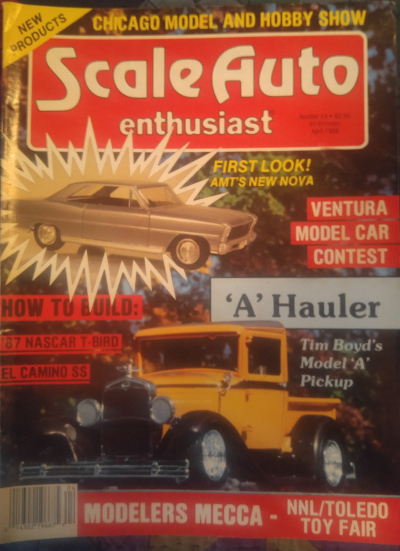 NEW
PRODUCTS
CHICAGO MODEL AND HOBBY SHOW
Scale Auto
enthusiast
FIRST LOOK!
AMT'S NEW NOVA
VENTURA
MODEL CAR
CONTEST
HOW TO BUILD:
'87 NASCAR T-BIRD
EL CAMINO SS
'A' Hauler
Tim Boyd's
Model 'A'
Pickup
MODELERS MECCA -
NNL/TOLEDO
TOY FAIR